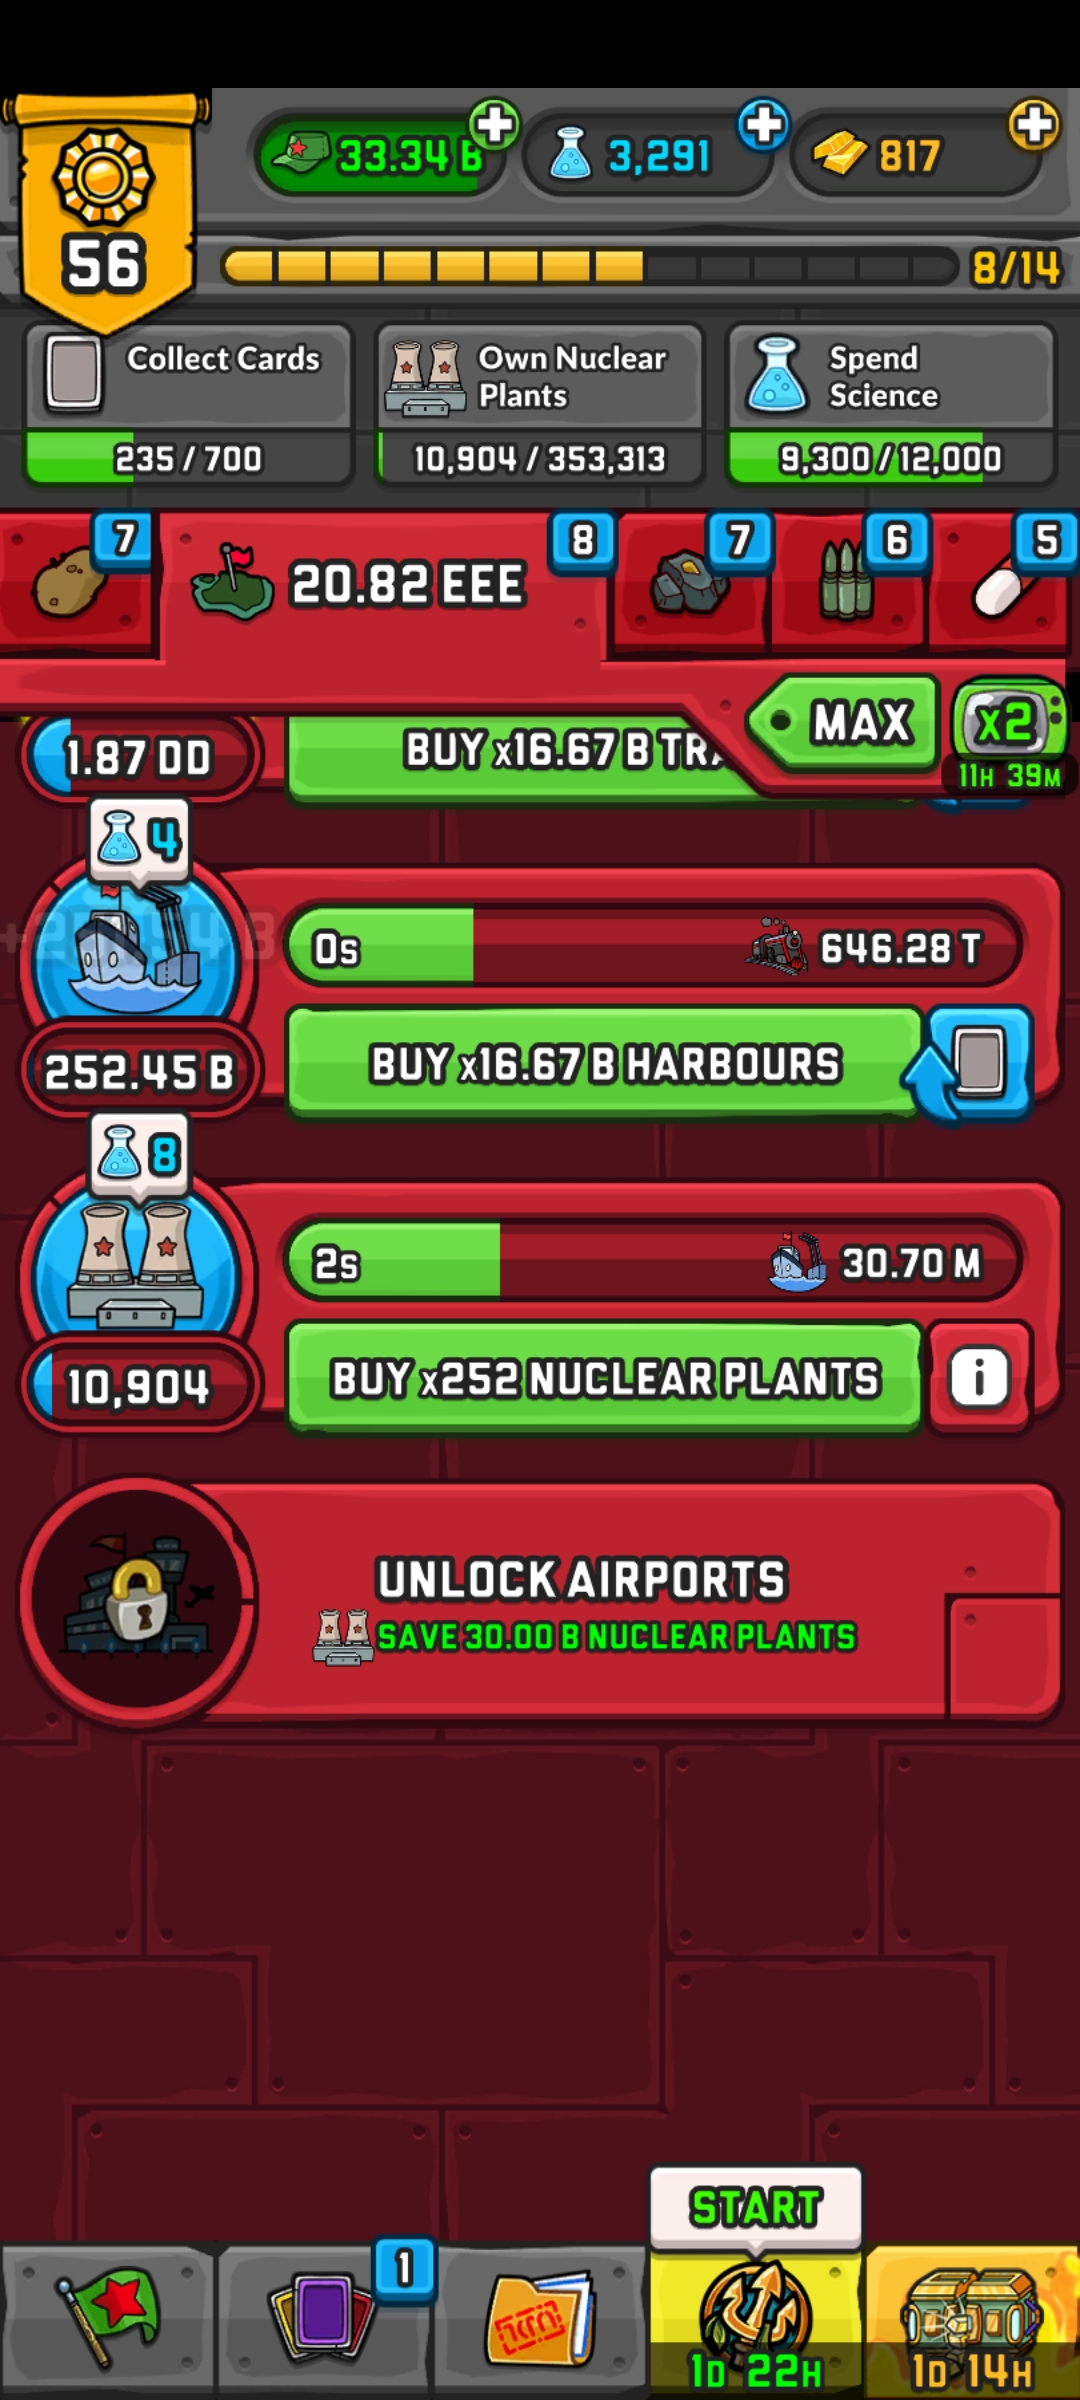 33.34 B
3,291
817
56
8/14
Collect Cards
235 / 700
Own Nuclear
Plants
10,904 / 353,313
Spend
Science
9,300 / 12,000
7
20.82 EEE
8
7
6
5
MAX
x2
11H 39M
1.87 DD
BUY x16.67 B
4
0s
646.28 T
252.45 B
BUY x16.67 B HARBOURS
8
2s
30.70 M
10,904
BUY x252 NUCLEAR PLANTS
i
UNLOCK AIRPORTS
SAVE 30.00 B NUCLEAR PLANTS
START
1
1D 22H
1D 14H